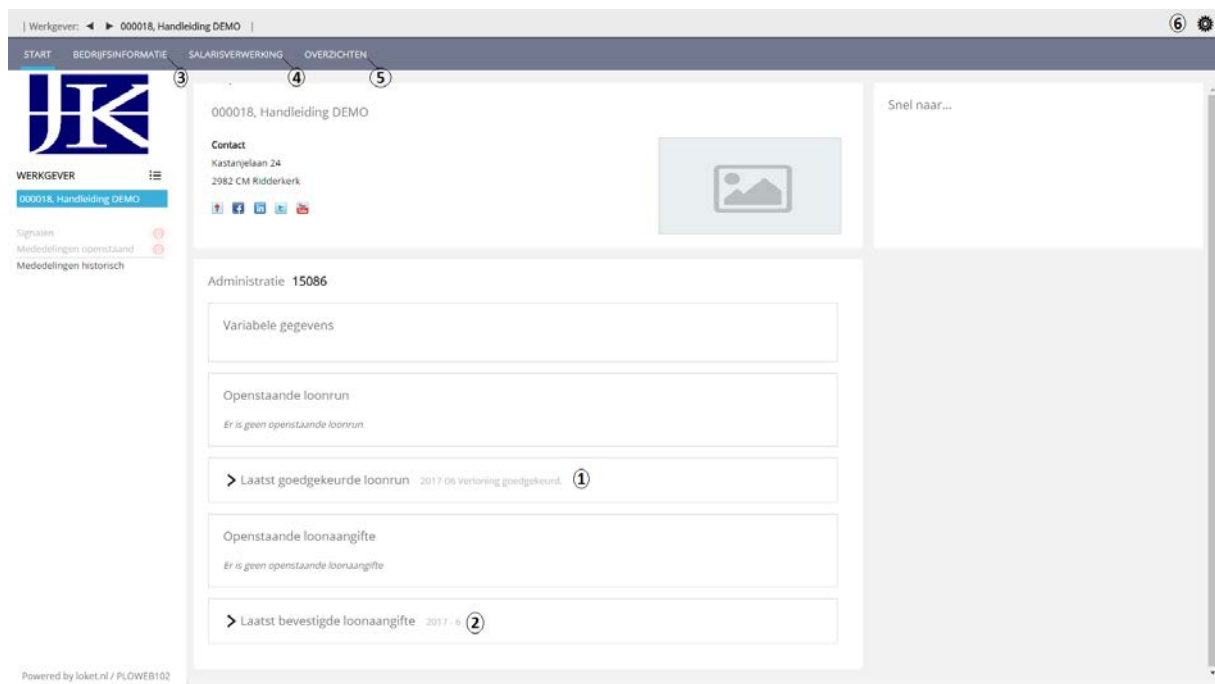 | Werkgever: ◄ ► 000018, Handleiding DEMO |
6
START BEDRIJFSINFORMATIE SALARISVERWERKING OVERZICHTEN
3 4 5
JK
WERKGEVER
000018, Handleiding DEMO
Signalen
Mededelingen openstaand
Mededelingen historisch
000018, Handleiding DEMO
Contact
Kastanjelaan 24
2982 CM Ridderkerk
Snel naar...
Administratie 15086
Variabele gegevens
Openstaande loonrun
Er is geen openstaande loonrun
Laatst goedgekeurde loonrun 2017-06 Verloning goedgekeurd. 1
Openstaande loonaangifte
Er is geen openstaande loonaangifte
Laatst bevestigde loonaangifte 2017 - 6 2
Powered by loket.nl / PLOWEB102